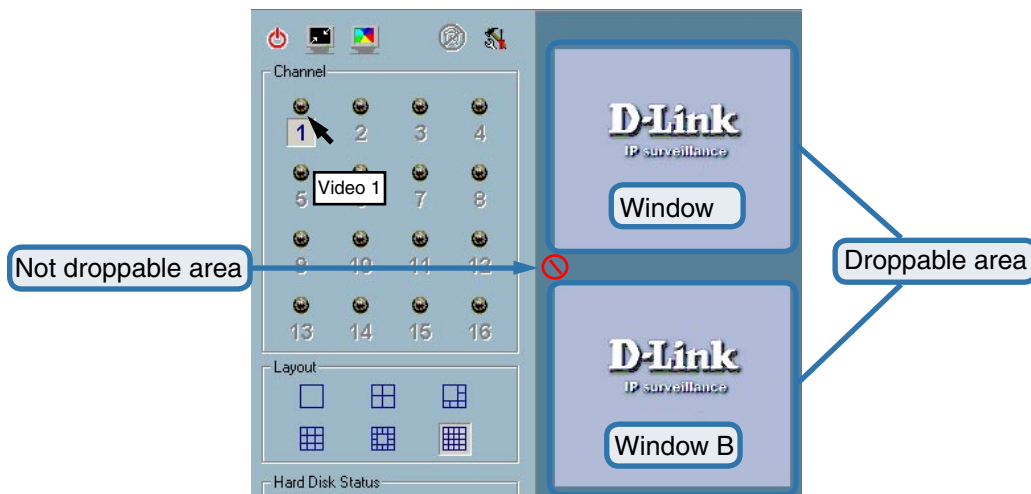 Channel
1 2 3 4
Video 1
5 7 8
9 10 11 12
13 14 15 16
Layout
Hard Disk Status
D-Link
IP surveillance
Window
Not droppable area
Droppable area
D-Link
IP surveillance
Window B